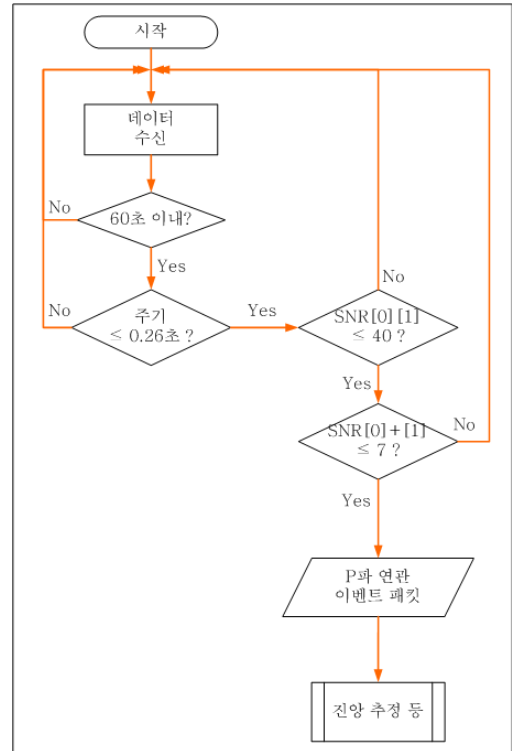 시작
데이터
수신
No
60초 이내?
Yes
No
주기
≤ 0.26초 ?
Yes
No
SNR[0][1]
≤ 40 ?
Yes
SNR[0]+[1]
≤ 7 ?
No
Yes
P파 연관
이벤트 패킷
진앙 추정 등